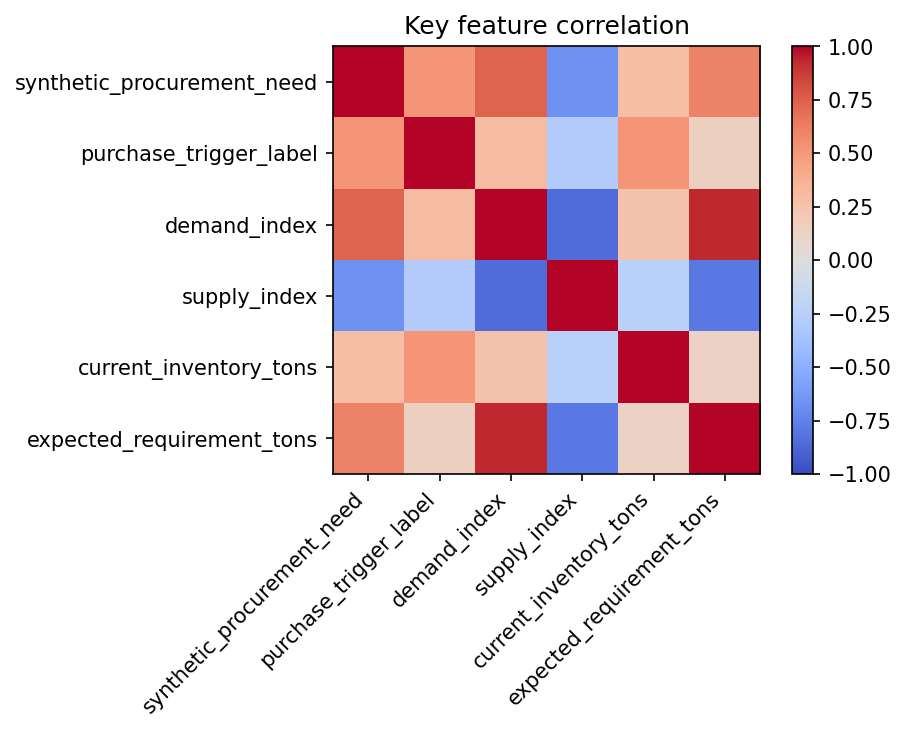 Key feature correlation
synthetic_procurement_need
purchase_trigger_label
demand_index
supply_index
current_inventory_tons
expected_requirement_tons
synthetic_procurement_need
purchase_trigger_label
demand_index
supply_index
current_inventory_tons
expected_requirement_tons
1.00
0.75
0.50
0.25
0.00
−0.25
−0.50
−0.75
−1.00